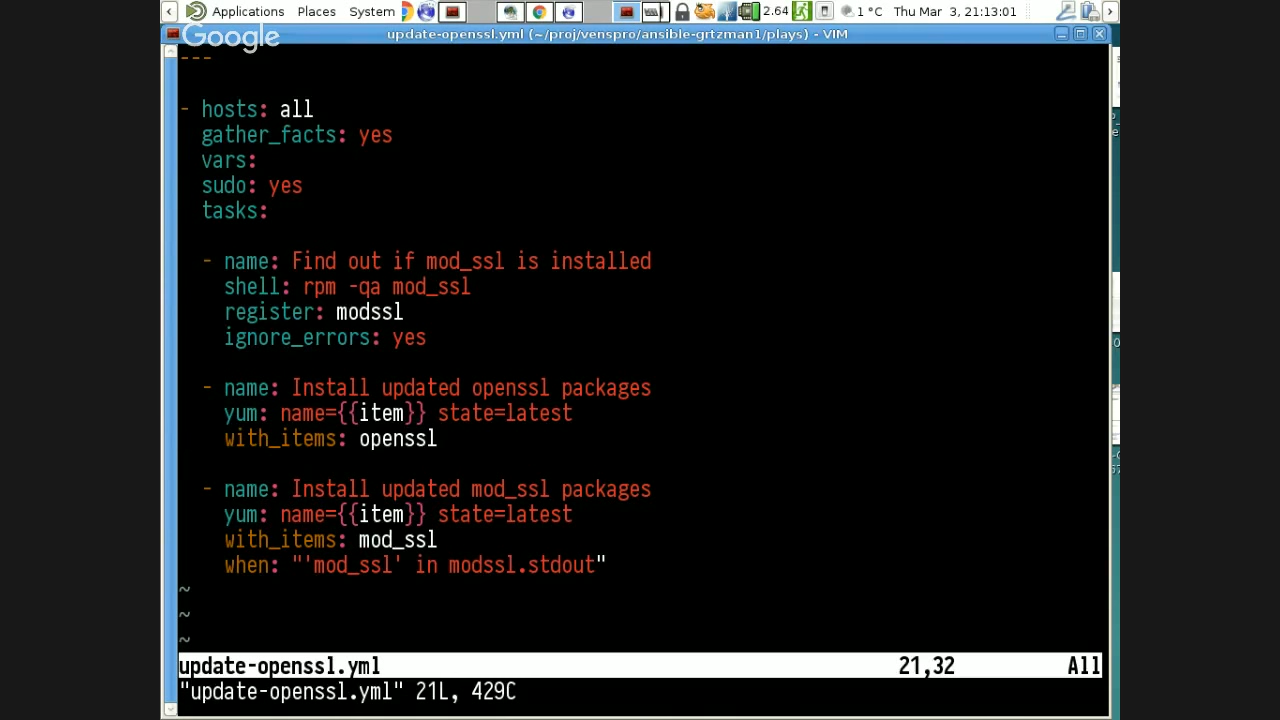 Applications Places System 2.64 1 °C Thu Mar 3, 21:13:01
Google
update-openssl.yml (~/proj/venspro/ansible-grtzman1/plays) - VIM
---
- hosts: all
gather_facts: yes
vars:
sudo: yes
tasks:
- name: Find out if mod_ssl is installed
shell: rpm -qa mod_ssl
register: modssl
ignore_errors: yes
- name: Install updated openssl packages
yum: name={{item}} state=latest
with_items: openssl
- name: Install updated mod_ssl packages
yum: name={{item}} state=latest
with_items: mod_ssl
when: "'mod_ssl' in modssl.stdout"
~
~
~
update-openssl.yml 21,32 All
"update-openssl.yml" 21L, 429C